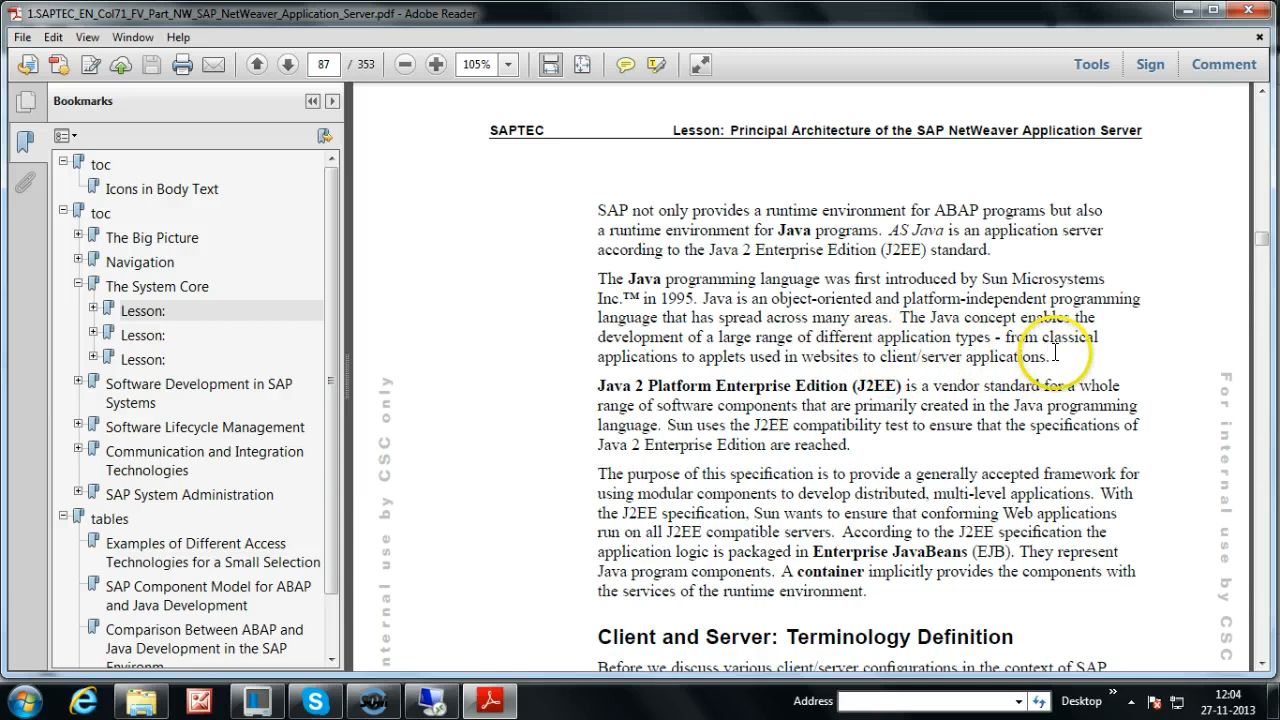 1.SAPTEC_EN_Col71_FV_Part_NW_SAP_NetWeaver_Application_Server.pdf - Adobe Reader
File Edit View Window Help
87 / 353 105% Tools Sign Comment
Bookmarks
toc
Icons in Body Text
toc
The Big Picture
Navigation
The System Core
Lesson:
Lesson:
Lesson:
Software Development in SAP
Systems
Software Lifecycle Management
Communication and Integration
Technologies
SAP System Administration
tables
Examples of Different Access
Technologies for a Small Selection
SAP Component Model for ABAP
and Java Development
Comparison Between ABAP and
Java Development in the SAP
Environm
SAPTEC Lesson: Principal Architecture of the SAP NetWeaver Application Server
SAP not only provides a runtime environment for ABAP programs but also
a runtime environment for Java programs. AS Java is an application server
according to the Java 2 Enterprise Edition (J2EE) standard.
The Java programming language was first introduced by Sun Microsystems
Inc.™ in 1995. Java is an object-oriented and platform-independent programming
language that has spread across many areas. The Java concept enables the
development of a large range of different application types - from classical
applications to applets used in websites to client/server applications.
Java 2 Platform Enterprise Edition (J2EE) is a vendor standard for a whole
range of software components that are primarily created in the Java programming
language. Sun uses the J2EE compatibility test to ensure that the specifications of
Java 2 Enterprise Edition are reached.
The purpose of this specification is to provide a generally accepted framework for
using modular components to develop distributed, multi-level applications. With
the J2EE specification, Sun wants to ensure that conforming Web applications
run on all J2EE compatible servers. According to the J2EE specification the
application logic is packaged in Enterprise JavaBeans (EJB). They represent
Java program components. A container implicitly provides the components with
the services of the runtime environment.
Client and Server: Terminology Definition
Before we discuss various client/server configurations in the context of SAP
nternal use by CSC only
For internal use by CSC
Address Desktop 12:04
27-11-2013